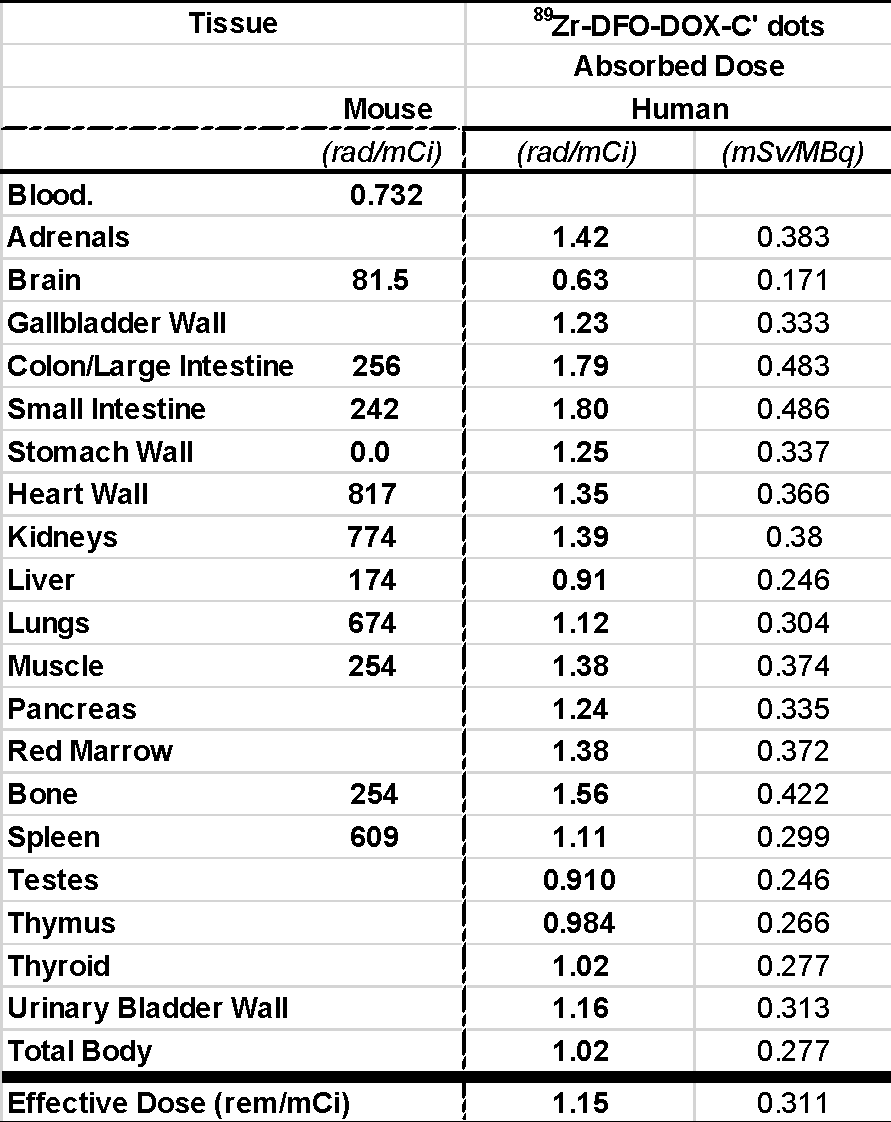 Tissue 89Zr-DFO-DOX-C' dots
Absorbed Dose
Mouse Human
(rad/mCi) (rad/mCi) (mSv/MBq)
Blood. 0.732
Adrenals 1.42 0.383
Brain 81.5 0.63 0.171
Gallbladder Wall 1.23 0.333
Colon/Large Intestine 256 1.79 0.483
Small Intestine 242 1.80 0.486
Stomach Wall 0.0 1.25 0.337
Heart Wall 817 1.35 0.366
Kidneys 774 1.39 0.38
Liver 174 0.91 0.246
Lungs 674 1.12 0.304
Muscle 254 1.38 0.374
Pancreas 1.24 0.335
Red Marrow 1.38 0.372
Bone 254 1.56 0.422
Spleen 609 1.11 0.299
Testes 0.910 0.246
Thymus 0.984 0.266
Thyroid 1.02 0.277
Urinary Bladder Wall 1.16 0.313
Total Body 1.02 0.277
Effective Dose (rem/mCi) 1.15 0.311